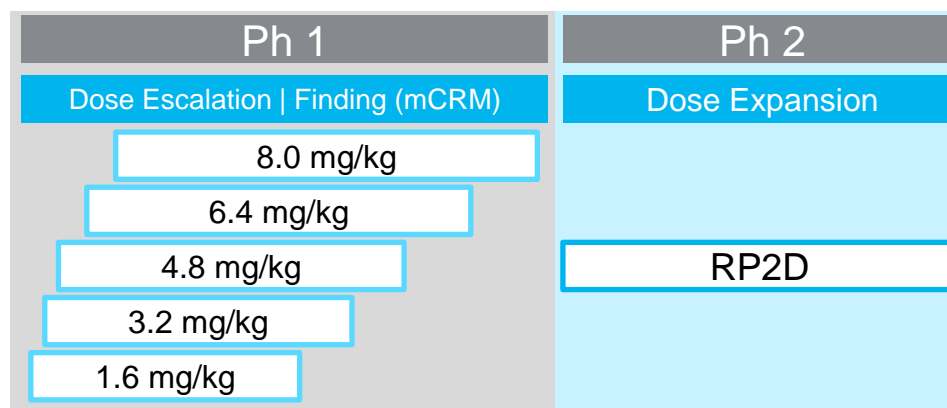 Ph 1
Dose Escalation | Finding (mCRM)
8.0 mg/kg
6.4 mg/kg
4.8 mg/kg
3.2 mg/kg
1.6 mg/kg
Ph 2
Dose Expansion
RP2D